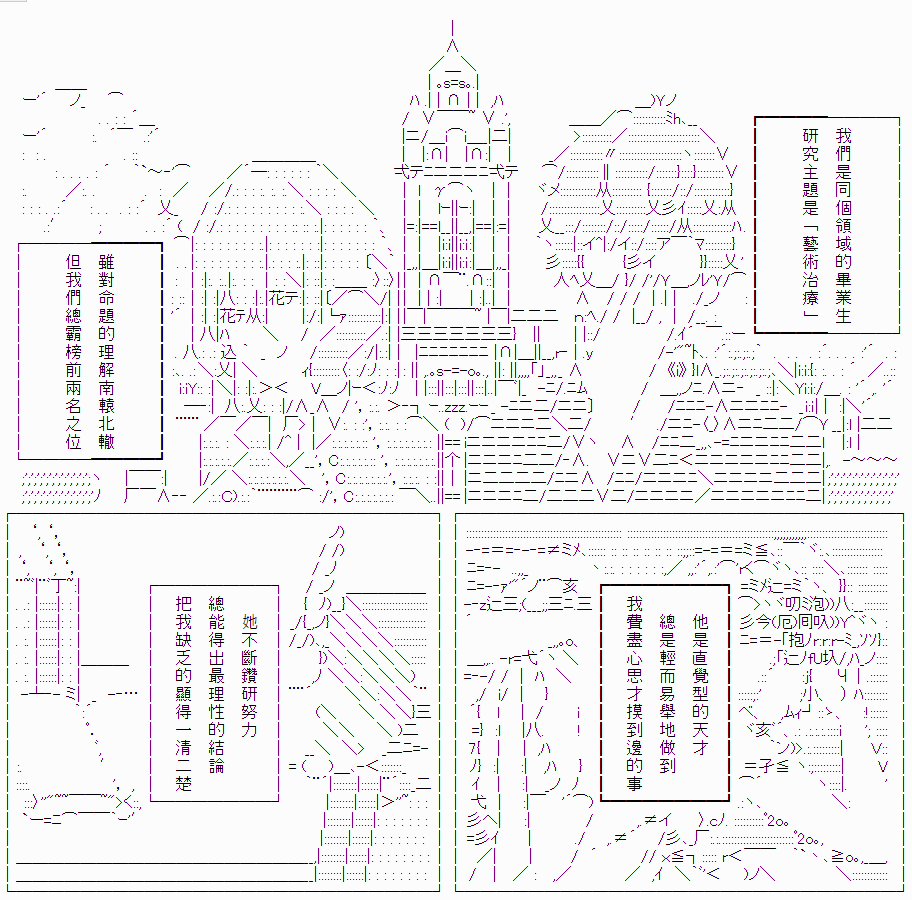 我們是同個領域的畢業生
研究主題是「藝術治療」
雖對命題的理解南轅北轍
但我們總霸榜前兩名之位
她不斷鑽研努力
總能得出最理性的結論
把我缺乏的顯得一清二楚
他是直覺型的天才
總是輕而易舉地做到
我費盡心思才摸到邊的事